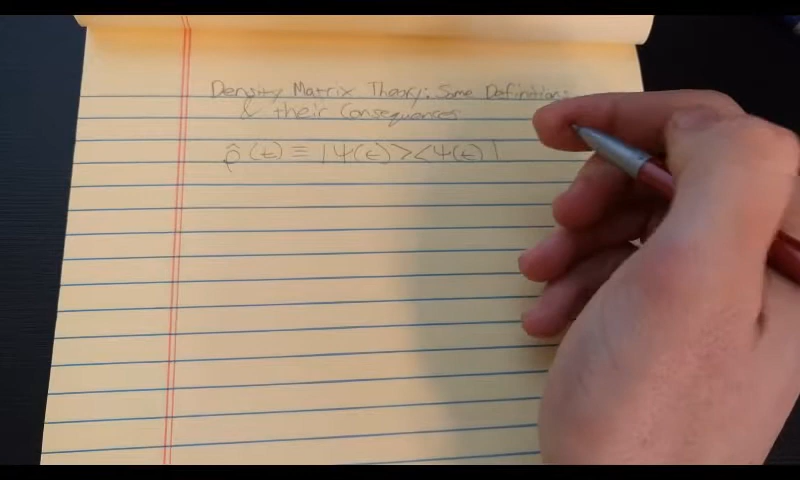 Density Matrix Theory: Some Definitions
& their Consequences
ρ̂(t) ≡ |Ψ(t)><Ψ(t)|